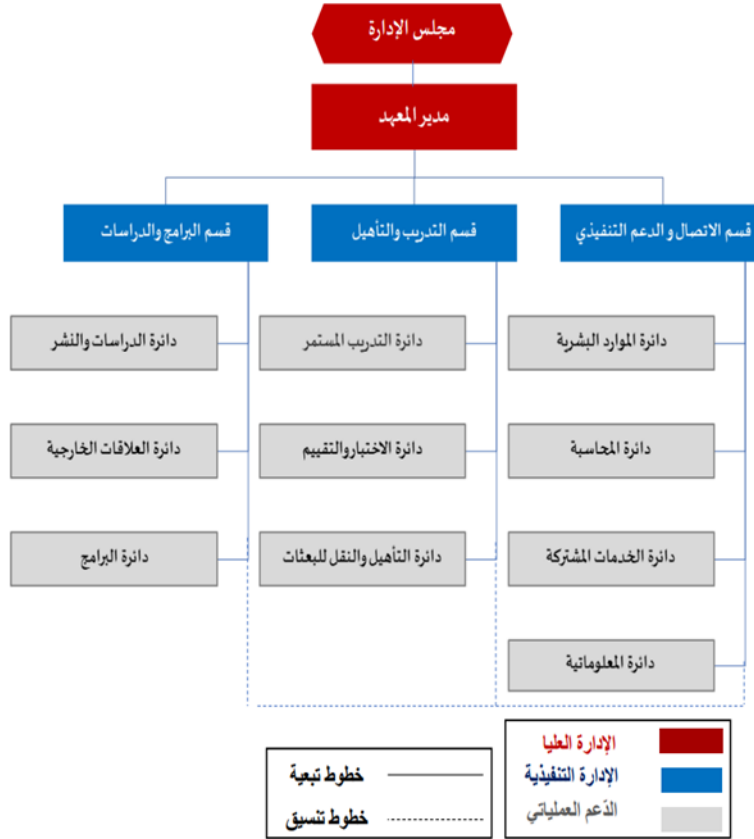 مجلس الإدارة
مدير المعهد
قسم الاتصال و الدعم التنفيذي
قسم التدريب والتأهيل
قسم البرامج والدراسات
دائرة الموارد البشرية
دائرة التدريب المستمر
دائرة الدراسات والنشر
دائرة المحاسبة
دائرة الاختبار والتقييم
دائرة العلاقات الخارجية
دائرة الخدمات المشتركة
دائرة التأهيل والنقل للبعثات
دائرة البرامج
دائرة المعلوماتية
الإدارة العليا
الإدارة التنفيذية
الدّعم العملياتي
خطوط تبعية
خطوط تنسيق